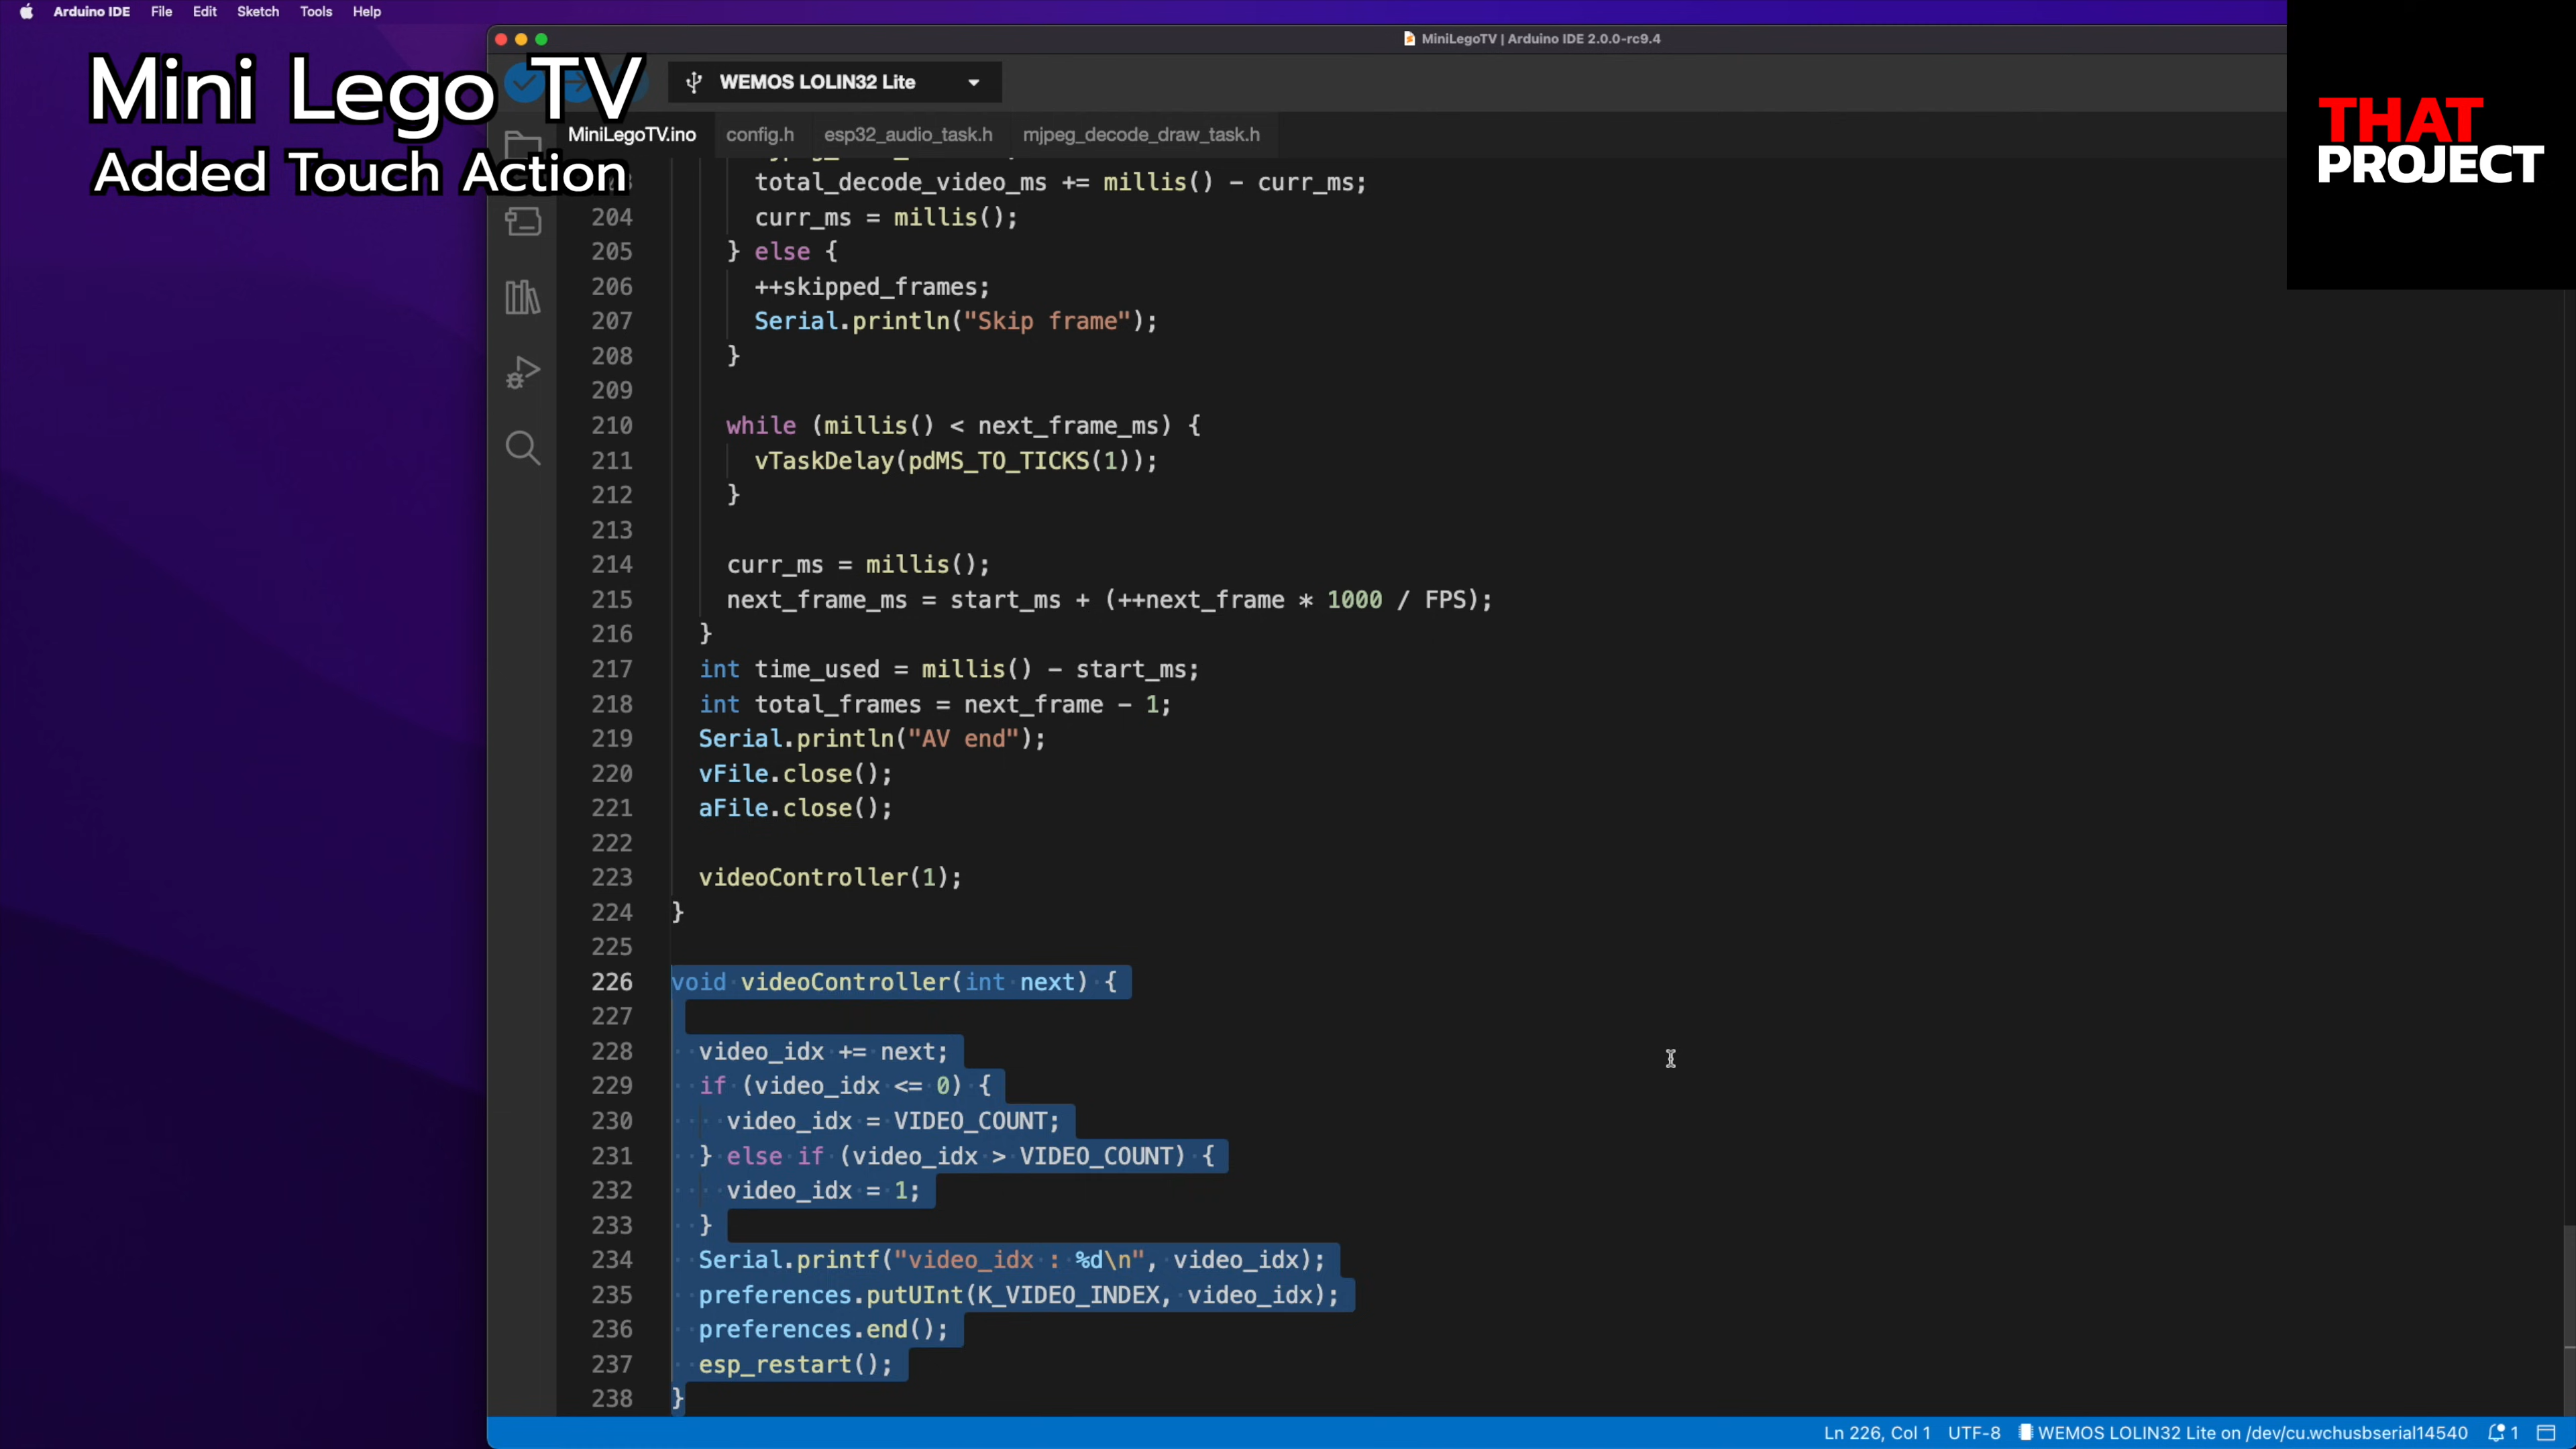 Arduino IDE File Edit Sketch Tools Help
MiniLegoTV | Arduino IDE 2.0.0-rc9.4
Mini Lego TV
Added Touch Action
THAT
PROJECT
WEMOS LOLIN32 Lite
MiniLegoTV.ino config.h esp32_audio_task.h mjpeg_decode_draw_task.h
total_decode_video_ms += millis() - curr_ms;
204 curr_ms = millis();
205 } else {
206 ++skipped_frames;
207 Serial.println("Skip frame");
208 }
209
210 while (millis() < next_frame_ms) {
211 vTaskDelay(pdMS_TO_TICKS(1));
212 }
213
214 curr_ms = millis();
215 next_frame_ms = start_ms + (++next_frame * 1000 / FPS);
216 }
217 int time_used = millis() - start_ms;
218 int total_frames = next_frame - 1;
219 Serial.println("AV end");
220 vFile.close();
221 aFile.close();
222
223 videoController(1);
224 }
225
226 void videoController(int next) {
227
228 video_idx += next;
229 if (video_idx <= 0) {
230 video_idx = VIDEO_COUNT;
231 } else if (video_idx > VIDEO_COUNT) {
232 video_idx = 1;
233 }
234 Serial.printf("video_idx : %d\n", video_idx);
235 preferences.putUInt(K_VIDEO_INDEX, video_idx);
236 preferences.end();
237 esp_restart();
238 }
Ln 226, Col 1 UTF-8 WEMOS LOLIN32 Lite on /dev/cu.wchusbserial14540 1